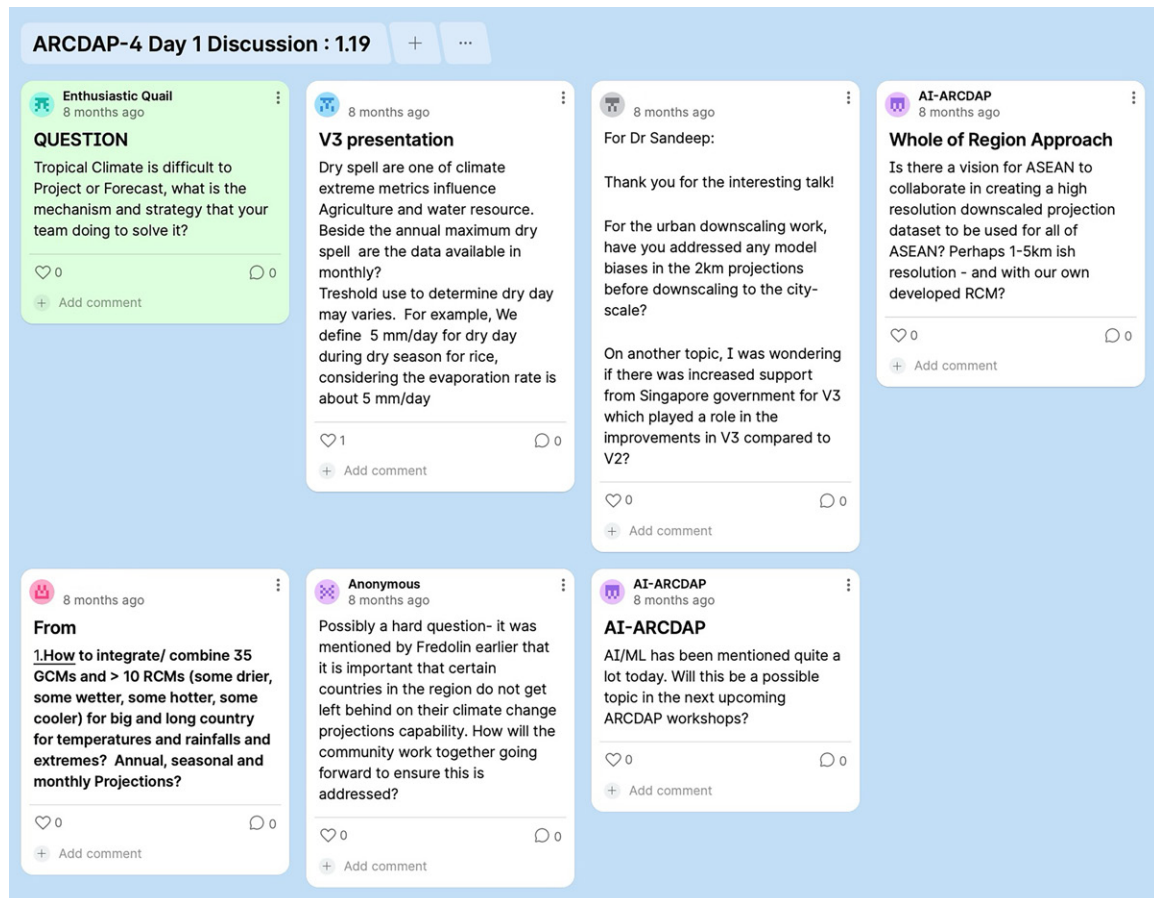 ARCDAP-4 Day 1 Discussion : 1.19
Enthusiastic Quail
8 months ago
QUESTION
Tropical Climate is difficult to
Project or Forecast, what is the
mechanism and strategy that your
team doing to solve it?
0
0
Add comment
8 months ago
V3 presentation
Dry spell are one of climate
extreme metrics influence
Agriculture and water resource.
Beside the annual maximum dry
spell  are the data available in
monthly?
Treshold use to determine dry day
may varies.  For example, We
define  5 mm/day for dry day
during dry season for rice,
considering the evaporation rate is
about 5 mm/day
1
0
Add comment
8 months ago
For Dr Sandeep:
Thank you for the interesting talk!
For the urban downscaling work,
have you addressed any model
biases in the 2km projections
before downscaling to the city-
scale?
On another topic, I was wondering
if there was increased support
from Singapore government for V3
which played a role in the
improvements in V3 compared to
V2?
0
0
Add comment
AI-ARCDAP
8 months ago
Whole of Region Approach
Is there a vision for ASEAN to
collaborate in creating a high
resolution downscaled projection
dataset to be used for all of
ASEAN? Perhaps 1-5km ish
resolution - and with our own
developed RCM?
0
0
Add comment
8 months ago
From
1.How to integrate/ combine 35
GCMs and > 10 RCMs (some drier,
some wetter, some hotter, some
cooler) for big and long country
for temperatures and rainfalls and
extremes?  Annual, seasonal and
monthly Projections?
0
0
Add comment
Anonymous
8 months ago
Possibly a hard question- it was
mentioned by Fredolin earlier that
it is important that certain
countries in the region do not get
left behind on their climate change
projections capability. How will the
community work together going
forward to ensure this is
addressed?
0
0
Add comment
AI-ARCDAP
8 months ago
AI-ARCDAP
AI/ML has been mentioned quite a
lot today. Will this be a possible
topic in the next upcoming
ARCDAP workshops?
0
0
Add comment